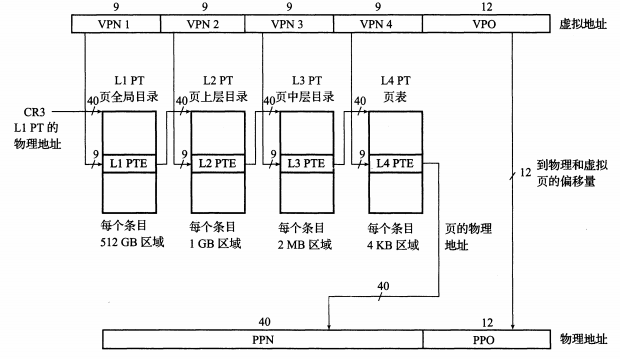 9 9 9 9 12
VPN 1 VPN 2 VPN 3 VPN 4 VPO 虚拟地址
L1 PT L2 PT L3 PT L4 PT
页全局目录 页上层目录 页中层目录 页表
CR3 40 40 40 40
L1 PT 的
物理地址
9 L1 PTE 9 L2 PTE 9 L3 PTE 9 L4 PTE
12 到物理和虚拟
页的偏移量
每个条目 每个条目 每个条目 每个条目
512 GB 区域 1 GB 区域 2 MB 区域 4 KB 区域
页的物理
地址
40
40 12
PPN PPO 物理地址